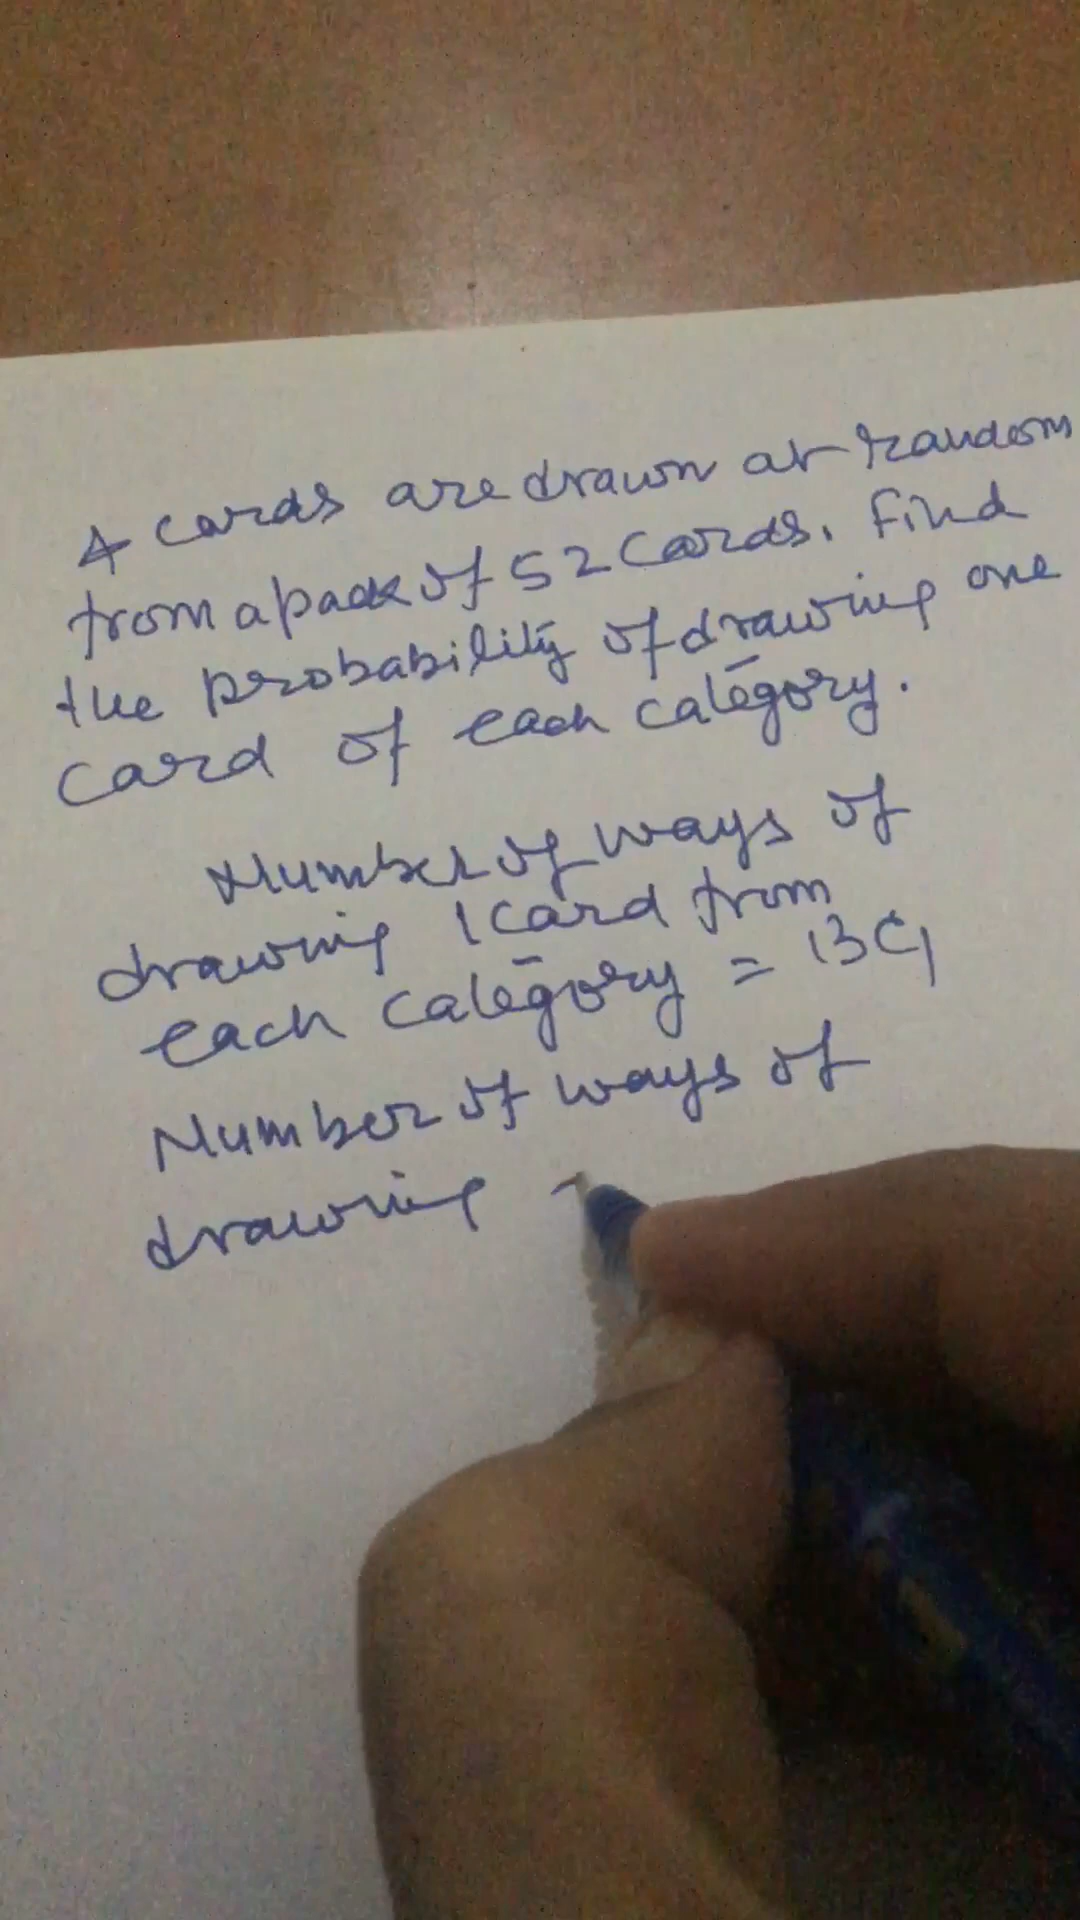 4 cards are drawn at random
from a pack of 52 cards. Find
the probability of drawing one
card of each category.
Number of ways of
drawing 1 card from
each category = 13C1
Number of ways of
drawing